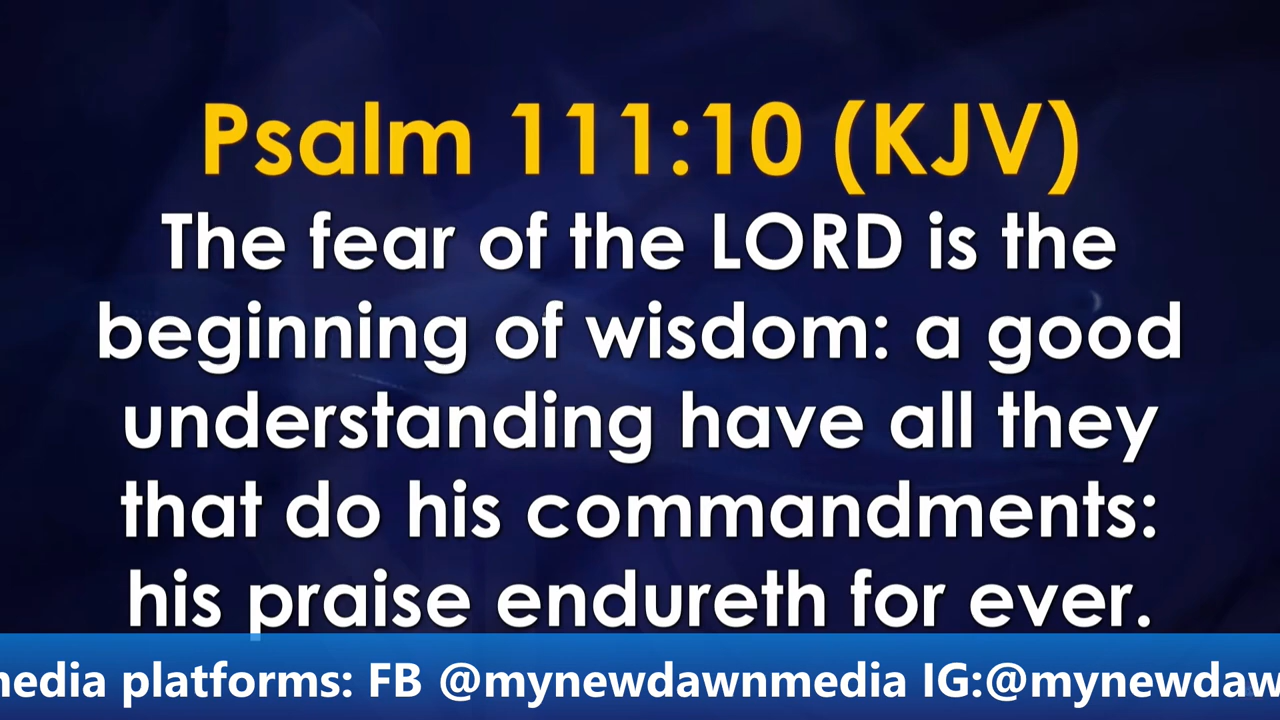 Psalm 111:10 (KJV)
The fear of the LORD is the
beginning of wisdom: a good
understanding have all they
that do his commandments:
his praise endureth for ever.
media platforms: FB @mynewdawnmedia IG:@mynewdaw